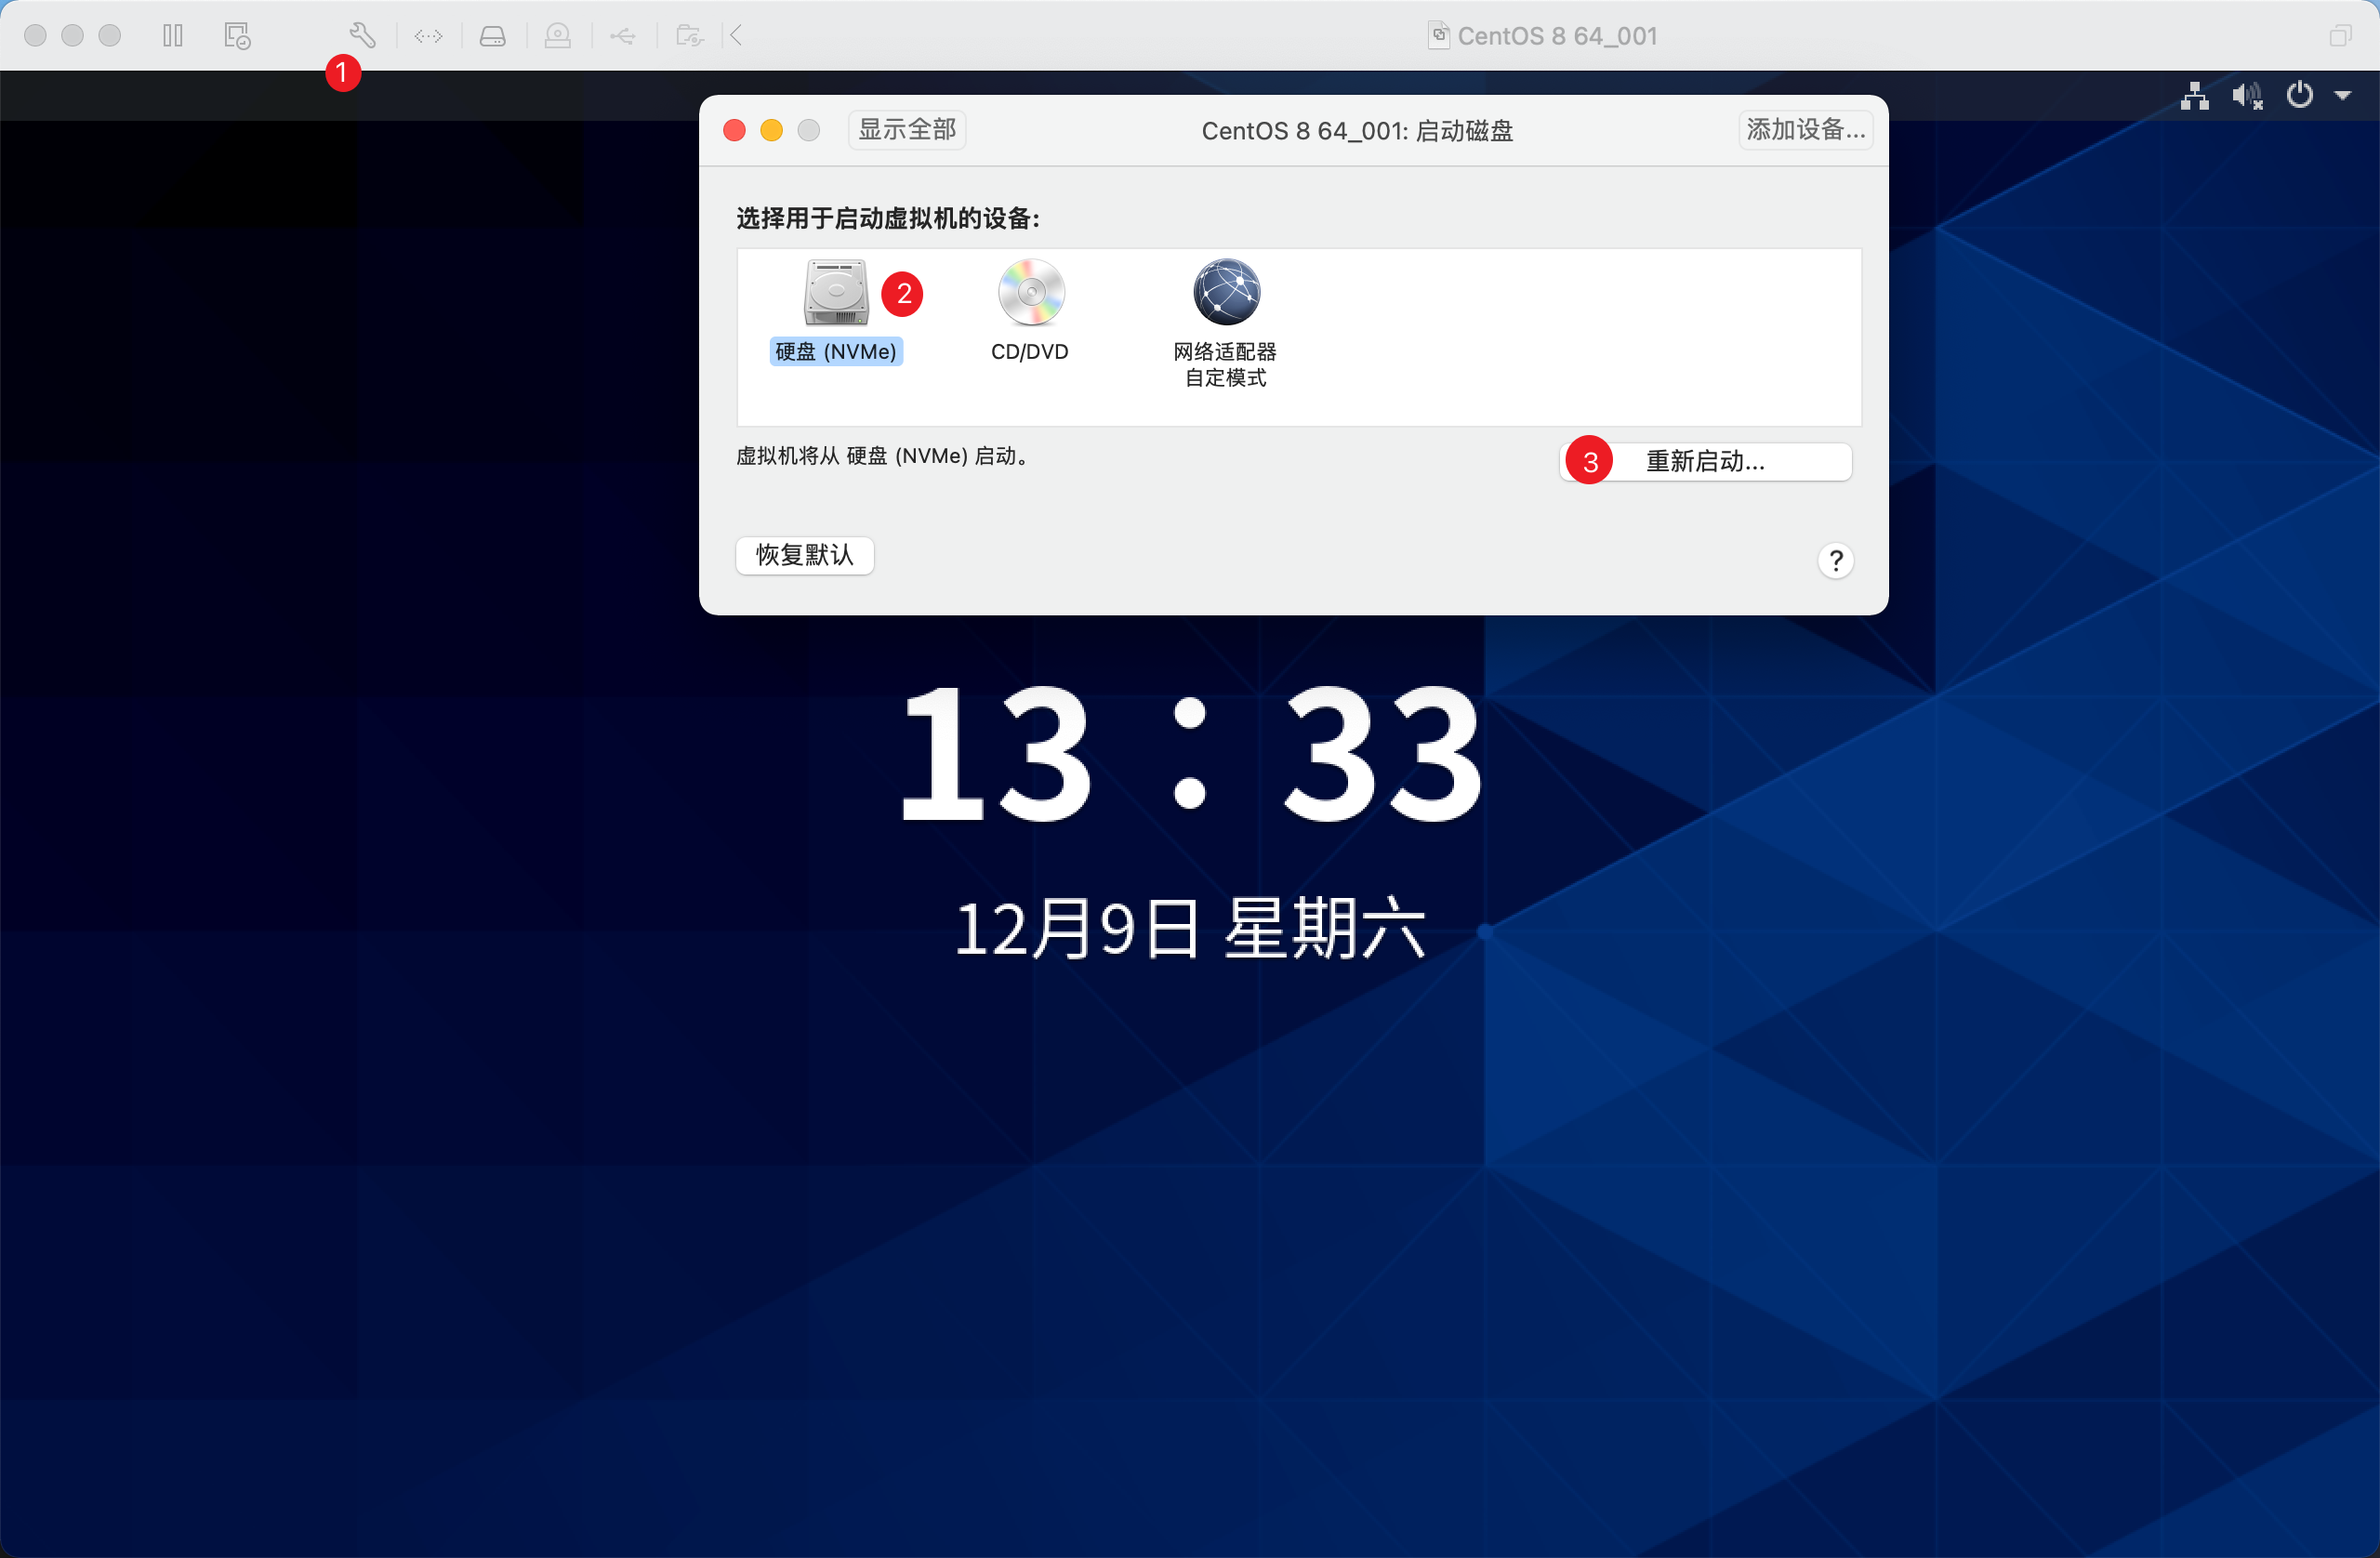 CentOS 8 64_001
1
显示全部
CentOS 8 64_001: 启动磁盘
添加设备...
选择用于启动虚拟机的设备:
2
硬盘 (NVMe)
CD/DVD
网络适配器
自定模式
虚拟机将从 硬盘 (NVMe) 启动。
3
重新启动...
恢复默认
?
13：33
12月9日 星期六